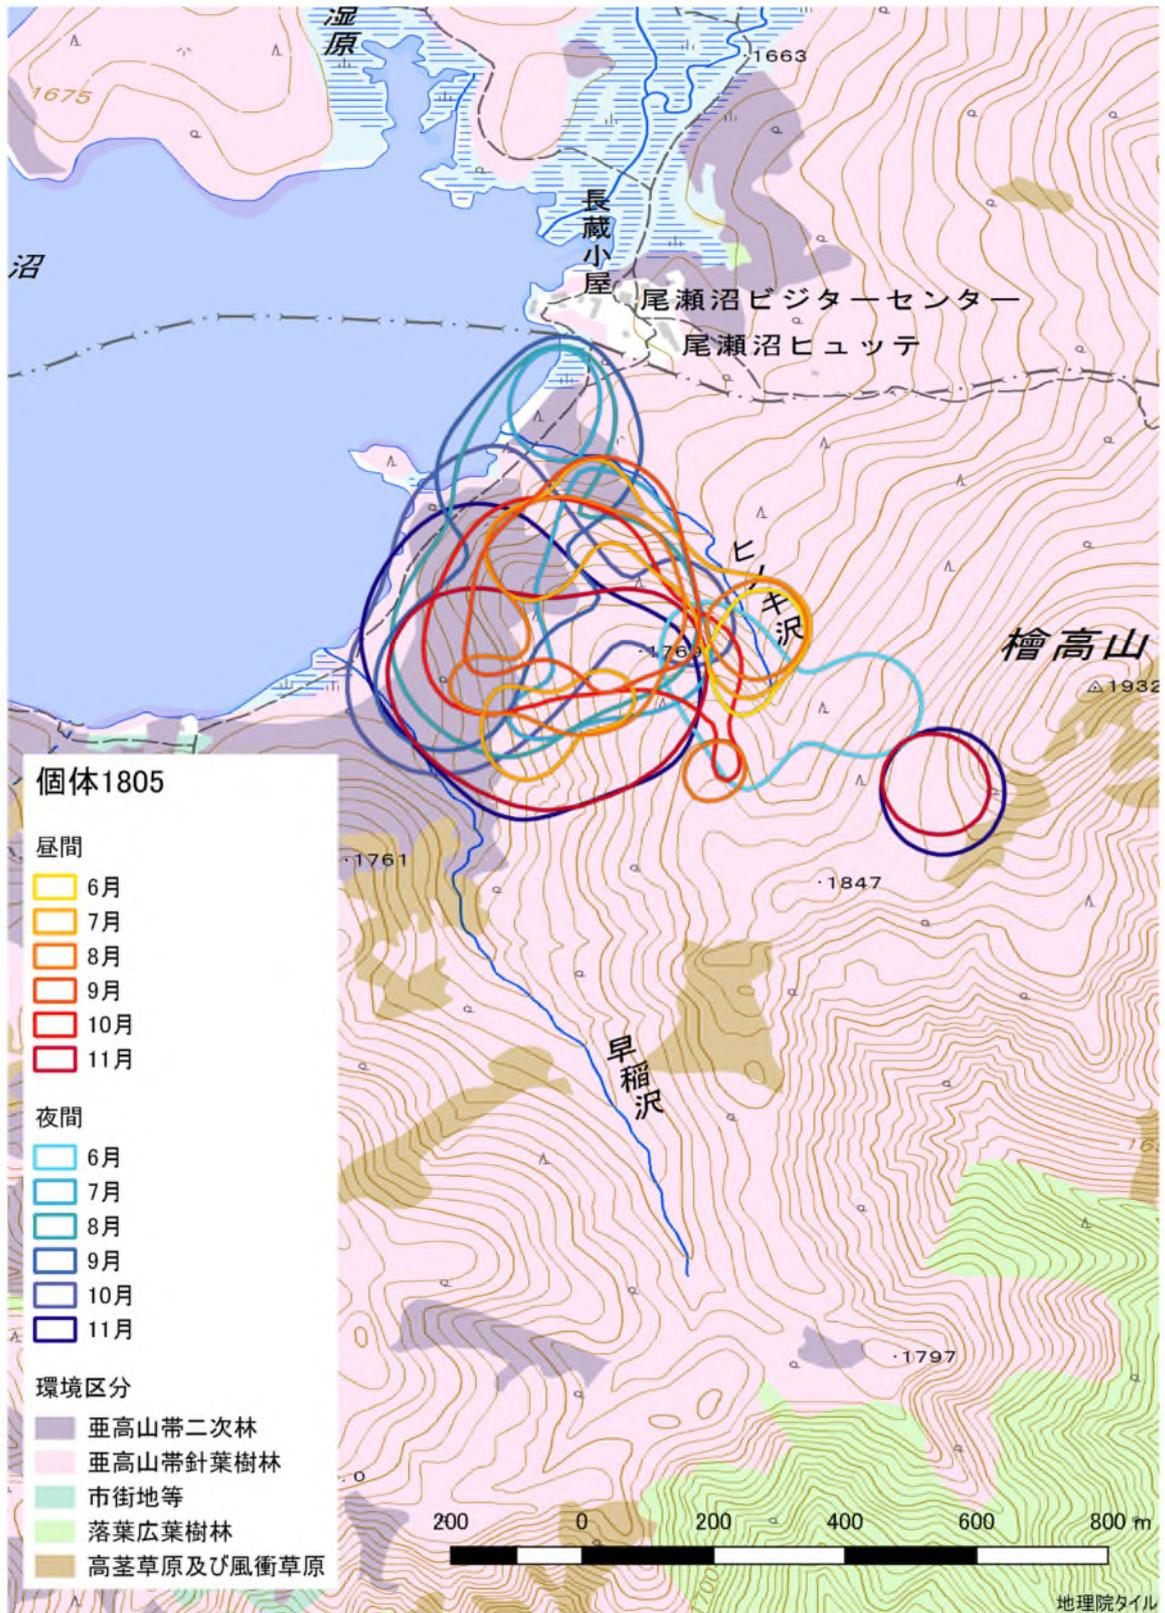 湿原
1663
1675
長蔵小屋
沼
尾瀬沼ビジターセンター
尾瀬沼ヒュッテ
ヒノキ沢
檜高山
1932
1761
1847
早稲沢
1797
個体1805
昼間
6月
7月
8月
9月
10月
11月
夜間
6月
7月
8月
9月
10月
11月
環境区分
亜高山帯二次林
亜高山帯針葉樹林
市街地等
落葉広葉樹林
高茎草原及び風衝草原
200 0 200 400 600 800 m
地理院タイル